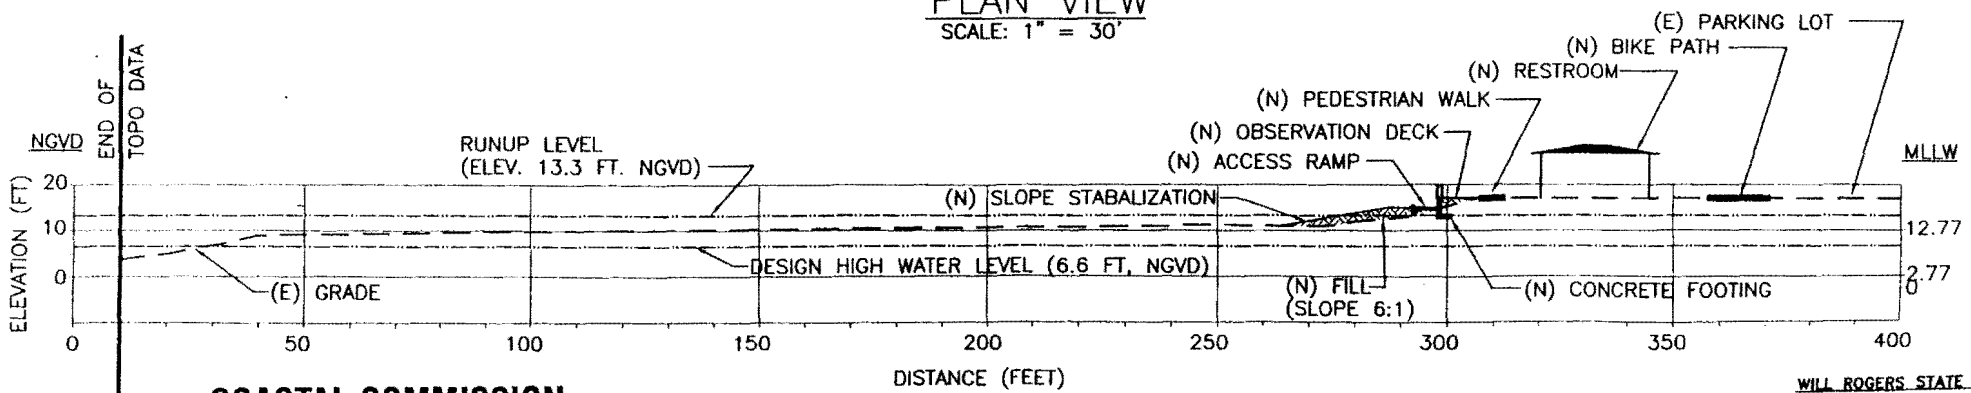 PLAN VIEW
SCALE: 1" = 30'
(E) PARKING LOT
(N) BIKE PATH
(N) RESTROOM
(N) PEDESTRIAN WALK
(N) OBSERVATION DECK
(N) ACCESS RAMP
END OF
TOPO DATA
NGVD
RUNUP LEVEL
(ELEV. 13.3 FT. NGVD)
MLLW
(N) SLOPE STABALIZATION
ELEVATION (FT)
20
10
0
12.77
2.77
0
DESIGN HIGH WATER LEVEL (6.6 FT, NGVD)
(E) GRADE
(N) FILL
(SLOPE 6:1)
(N) CONCRETE FOOTING
0 50 100 150 200 250 300 350 400
DISTANCE (FEET)
COASTAL COMMISSION
WILL ROGERS STATE